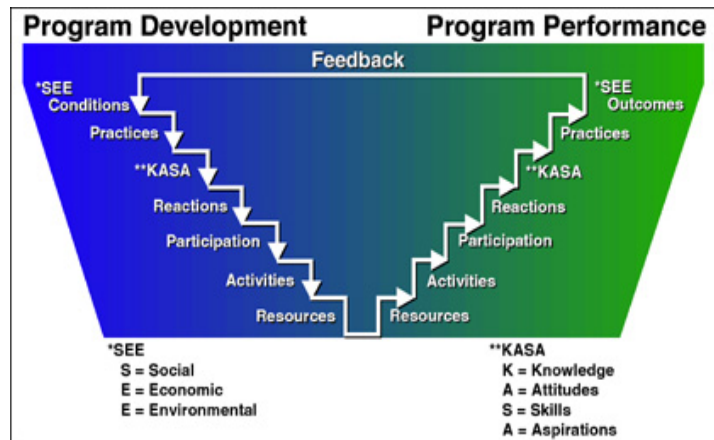 Program Development
Program Performance
Feedback
*SEE
Conditions
Practices
**KASA
Reactions
Participation
Activities
Resources
*SEE
Outcomes
Practices
**KASA
Reactions
Participation
Activities
Resources
*SEE
S = Social
E = Economic
E = Environmental
**KASA
K = Knowledge
A = Attitudes
S = Skills
A = Aspirations